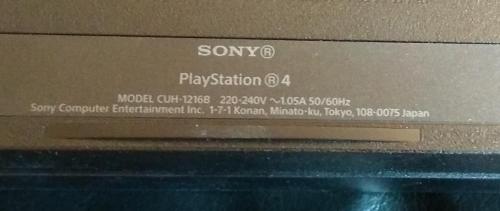 SONY®
PlayStation®4
MODEL CUH-1216B 220-240V ~1.05A 50/60Hz
Sony Computer Entertainment Inc. 1-7-1 Konan, Minato-ku, Tokyo, 108-0075 Japan